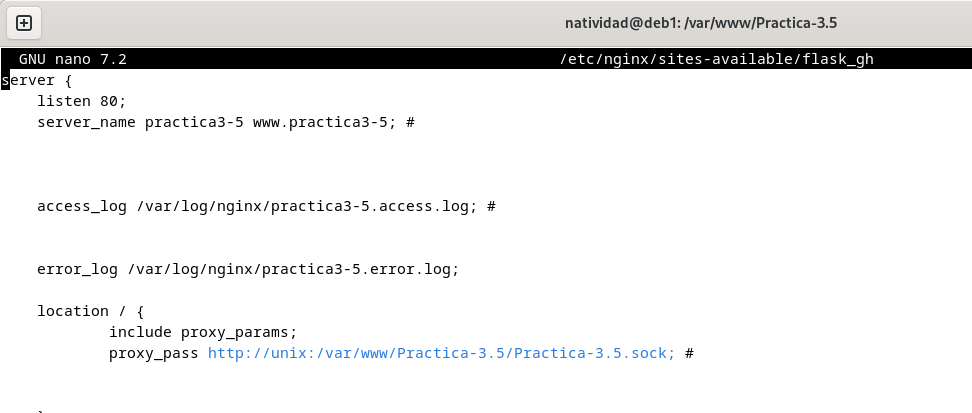 natividad@deb1: /var/www/Practica-3.5
GNU nano 7.2 /etc/nginx/sites-available/flask_gh
server {
listen 80;
server_name practica3-5 www.practica3-5; #
access_log /var/log/nginx/practica3-5.access.log; #
error_log /var/log/nginx/practica3-5.error.log;
location / {
include proxy_params;
proxy_pass http://unix:/var/www/Practica-3.5/Practica-3.5.sock; #